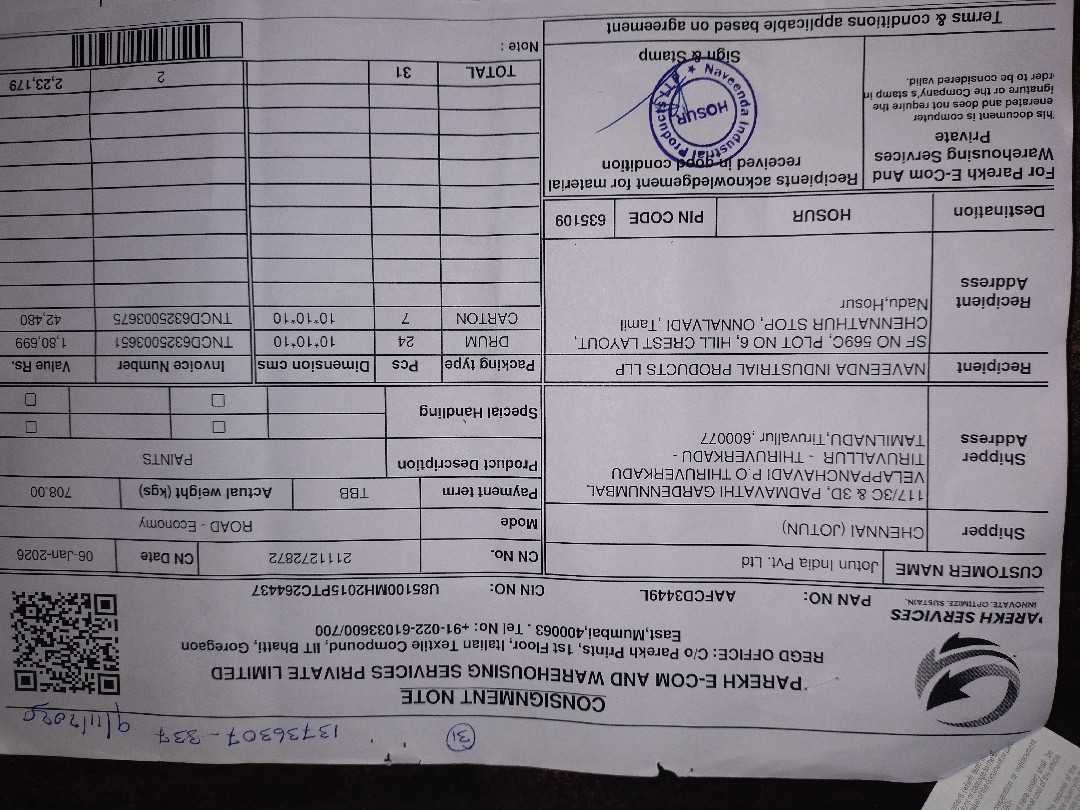 31 13736307 - 337
CONSIGNMENT NOTE
PAREKH E-COM AND WAREHOUSING SERVICES PRIVATE LIMITED
REGD OFFICE: C/o Parekh Prints, 1st Floor, Italian Textile Compound, IIT Bhatti, Goregaon
East,Mumbai,400063 . Tel No: +91-022-61033600/700
PAREKH SERVICES
INNOVATE. OPTIMIZE. SUSTAIN.
PAN NO: AAFCD3449L CIN NO: U85100MH2015PTC264437
CUSTOMER NAME Jotun India Pvt. Ltd
Shipper CHENNAI (JOTUN)
Shipper Address
117/3C & 3D, PADMAVATHI GARDENNUMBAL,
VELAPPANCHAVADI P.O THIRUVERKADU
TIRUVALLUR - THIRUVERKADU -
TAMILNADU,Tiruvallur ,600077
Recipient NAVEENDA INDUSTRIAL PRODUCTS LLP
Recipient Address
SF NO 569C, PLOT NO 6, HILL CREST LAYOUT,
CHENNATHUR STOP, ONNALVADI ,Tamil
Nadu,Hosur
Destination HOSUR PIN CODE 635109
CN No. 2111272872 CN Date 06-Jan-2026
Mode ROAD - Economy
Payment term TBB Actual weight (kgs) 708.00
Product Description PAINTS
Special Handling
Packing type Pcs Dimension cms Invoice Number Value Rs.
DRUM 24 10*10*10 TNGD6325003651 1,80,699
CARTON 7 10*10*10 TNGD6325003675 42,480
TOTAL 31 2 2,23,179
Note :
For Parekh E-Com And
Warehousing Services
Private
This document is computer
enerated and does not require the
ignature or the Company's stamp in
rder to be considered valid.
Recipients acknowledgement for material
received in good condition
Naveenda Industrial Products LLP
HOSUR
Sign & Stamp
Terms & conditions applicable based on agreement